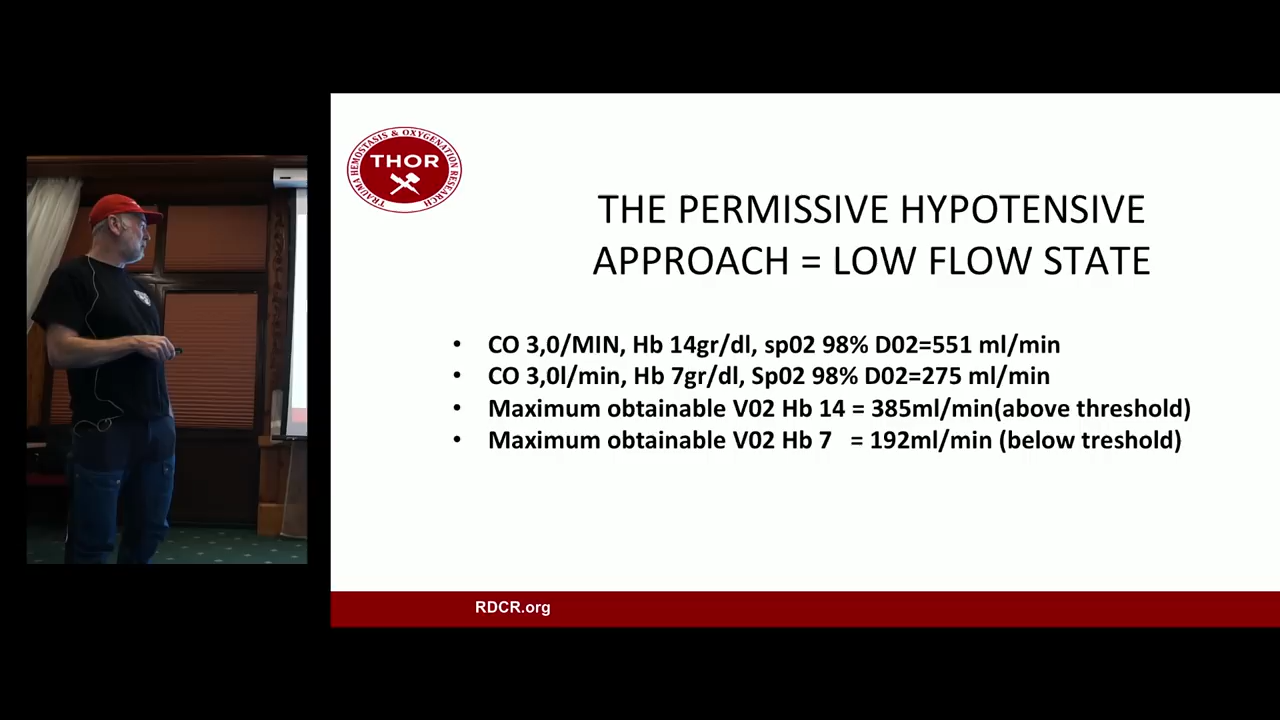 TRAUMA HEMOSTASIS & OXYGENATION RESEARCH
THOR
THE PERMISSIVE HYPOTENSIVE
APPROACH = LOW FLOW STATE
• CO 3,0/MIN, Hb 14gr/dl, sp02 98% D02=551 ml/min
• CO 3,0l/min, Hb 7gr/dl, Sp02 98% D02=275 ml/min
• Maximum obtainable V02 Hb 14 = 385ml/min(above threshold)
• Maximum obtainable V02 Hb 7 = 192ml/min (below treshold)
RDCR.org